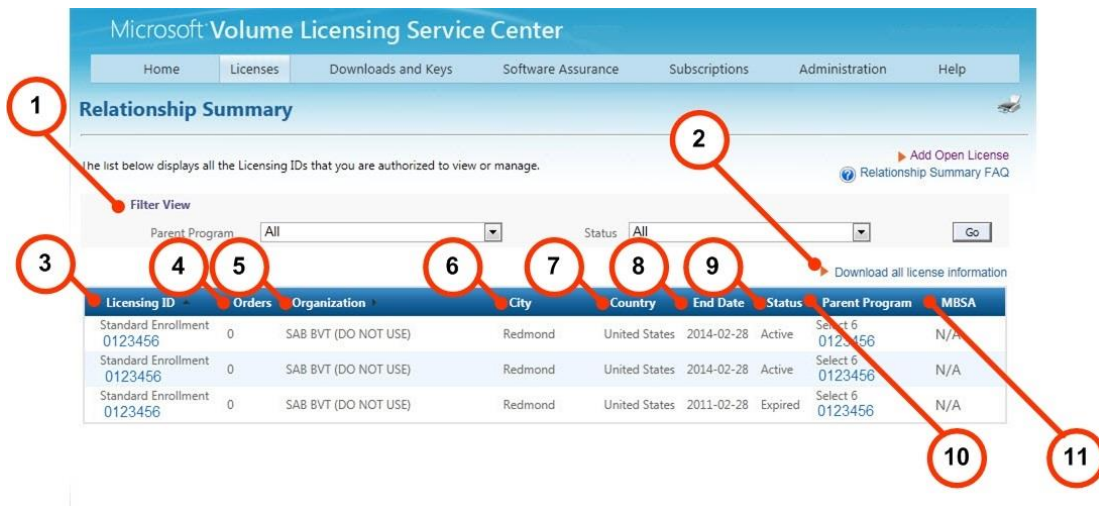 Microsoft Volume Licensing Service Center
Home Licenses Downloads and Keys Software Assurance Subscriptions Administration Help
1
Relationship Summary
2
The list below displays all the Licensing IDs that you are authorized to view or manage.
Add Open License
Relationship Summary FAQ
Filter View
Parent Program All Status All Go
3 4 5 6 7 8 9
Download all license information
Licensing ID Orders Organization City Country End Date Status Parent Program MBSA
Standard Enrollment
0123456 0 SAB BVT (DO NOT USE) Redmond United States 2014-02-28 Active Select 6
0123456 N/A
Standard Enrollment
0123456 0 SAB BVT (DO NOT USE) Redmond United States 2014-02-28 Active Select 6
0123456 N/A
Standard Enrollment
0123456 0 SAB BVT (DO NOT USE) Redmond United States 2011-02-28 Expired Select 6
0123456 N/A
10 11